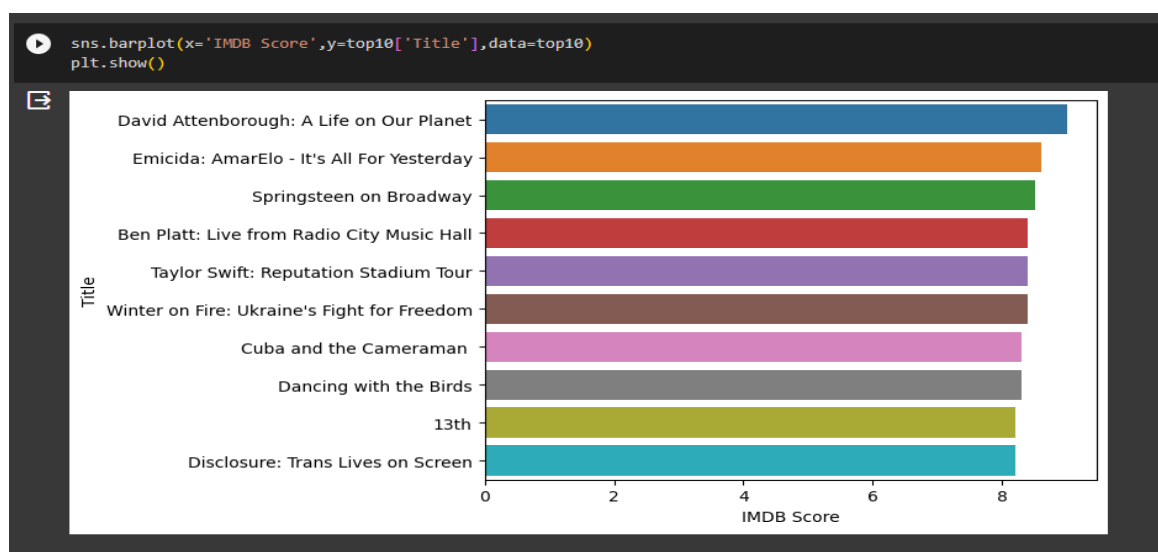 sns.barplot(x='IMDB Score',y=top10['Title'],data=top10)
plt.show()
David Attenborough: A Life on Our Planet
Emicida: AmarElo - It's All For Yesterday
Springsteen on Broadway
Ben Platt: Live from Radio City Music Hall
Taylor Swift: Reputation Stadium Tour
Winter on Fire: Ukraine's Fight for Freedom
Cuba and the Cameraman
Dancing with the Birds
13th
Disclosure: Trans Lives on Screen
Title
0 2 4 6 8
IMDB Score